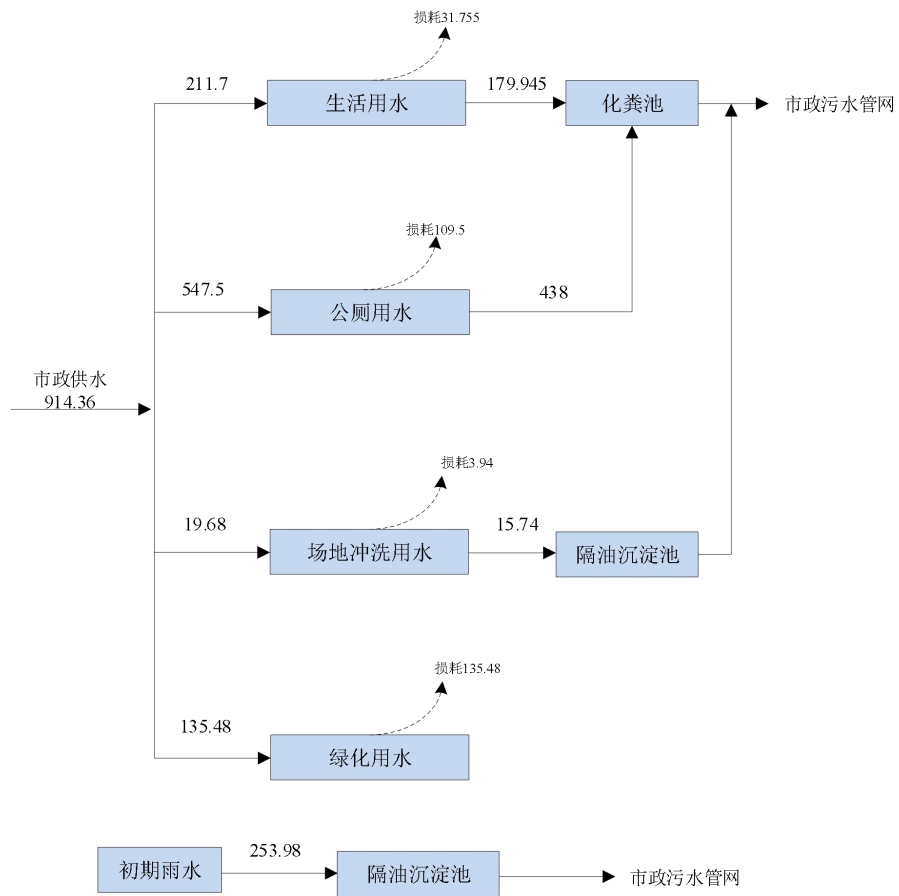 损耗31.755
211.7
生活用水
179.945
化粪池
市政污水管网
损耗109.5
547.5
公厕用水
438
市政供水
914.36
损耗3.94
19.68
场地冲洗用水
15.74
隔油沉淀池
损耗135.48
135.48
绿化用水
初期雨水
253.98
隔油沉淀池
市政污水管网